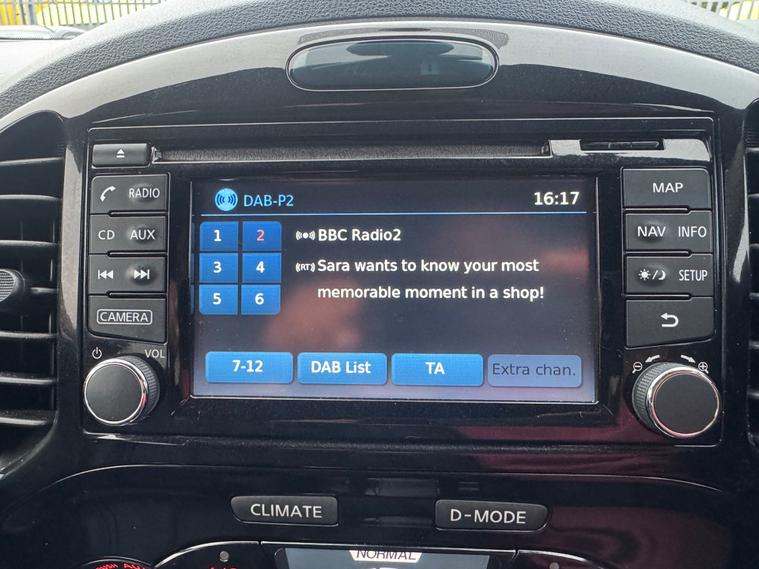 RADIO
CD AUX
CAMERA
VOL
DAB-P2 16:17
1 2 BBC Radio2
3 4 (RT) Sara wants to know your most
memorable moment in a shop!
5 6
7-12 DAB List TA Extra chan.
MAP
NAV INFO
SETUP
CLIMATE D-MODE
NORMAL